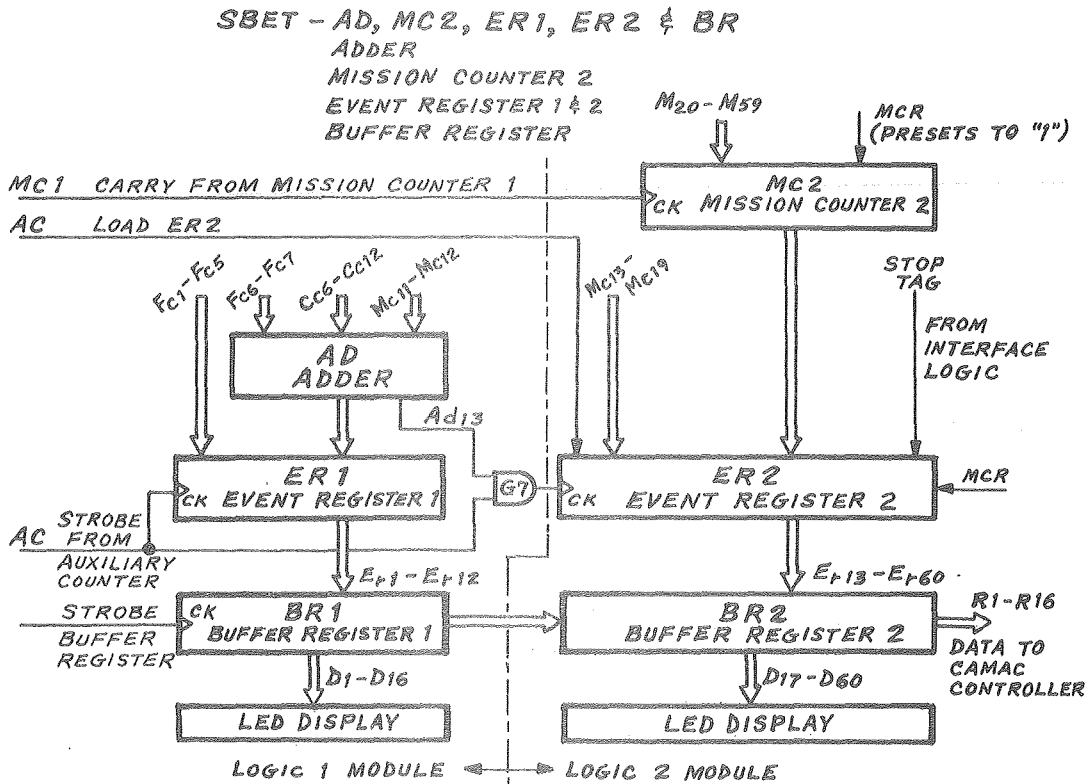 SBET - AD, MC2, ER1, ER2 & BR
ADDER
MISSION COUNTER 2
EVENT REGISTER 1 & 2
BUFFER REGISTER
M20-M59
MCR
(PRESETS TO "1")
MC1 CARRY FROM MISSION COUNTER 1
MC2
CK MISSION COUNTER 2
AC LOAD ER2
FC1-FC5
FC6-FC7
CC6-CC12
MC11-MC12
MC13-
MC19
STOP
TAG
FROM
INTERFACE
LOGIC
AD
ADDER
Ad13
ER1
CK EVENT REGISTER 1
G7
ER2
CK EVENT REGISTER 2
MCR
AC STROBE
FROM
AUXILIARY
COUNTER
Er1-Er12
Er13-Er60
STROBE
BUFFER
REGISTER
CK BR1
BUFFER REGISTER 1
BR2
BUFFER REGISTER 2
R1-R16
DATA TO
CAMAC
CONTROLLER
D1-D16
D17-D60
LED DISPLAY
LED DISPLAY
LOGIC 1 MODULE
LOGIC 2 MODULE